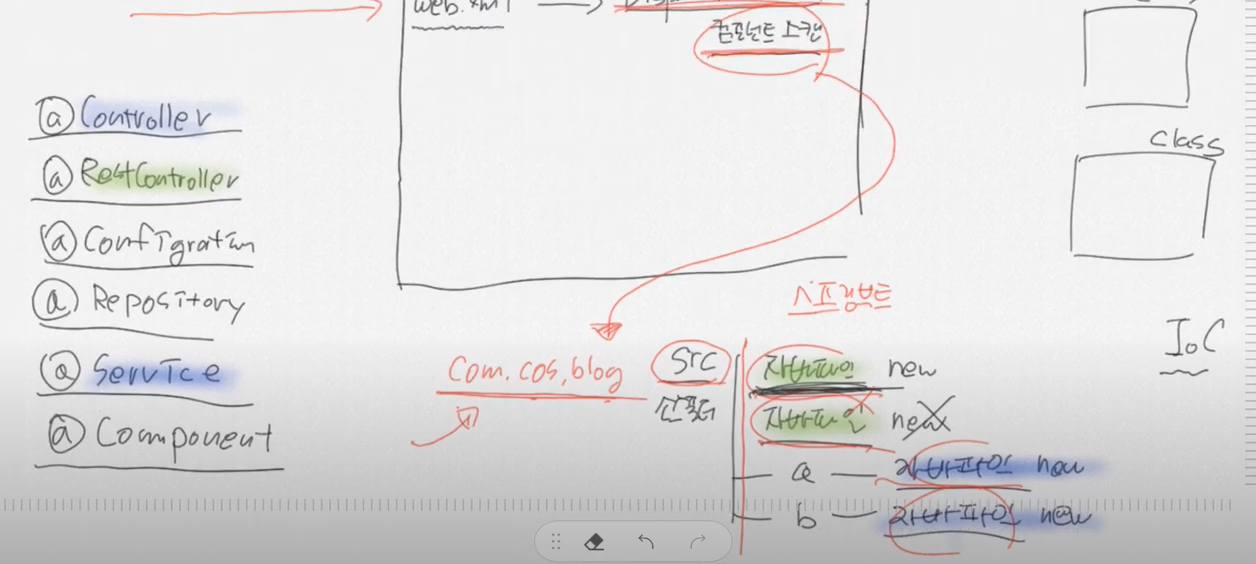 web.xml
컴포넌트 스캔
@Controller
@RestController
@Configration
@Repository
@Service
@Component
class
IoC
스프링부트
com.cos.blog
src
자바파일 new
자바파일 new
a 자바파일 new
b 자바파일 new